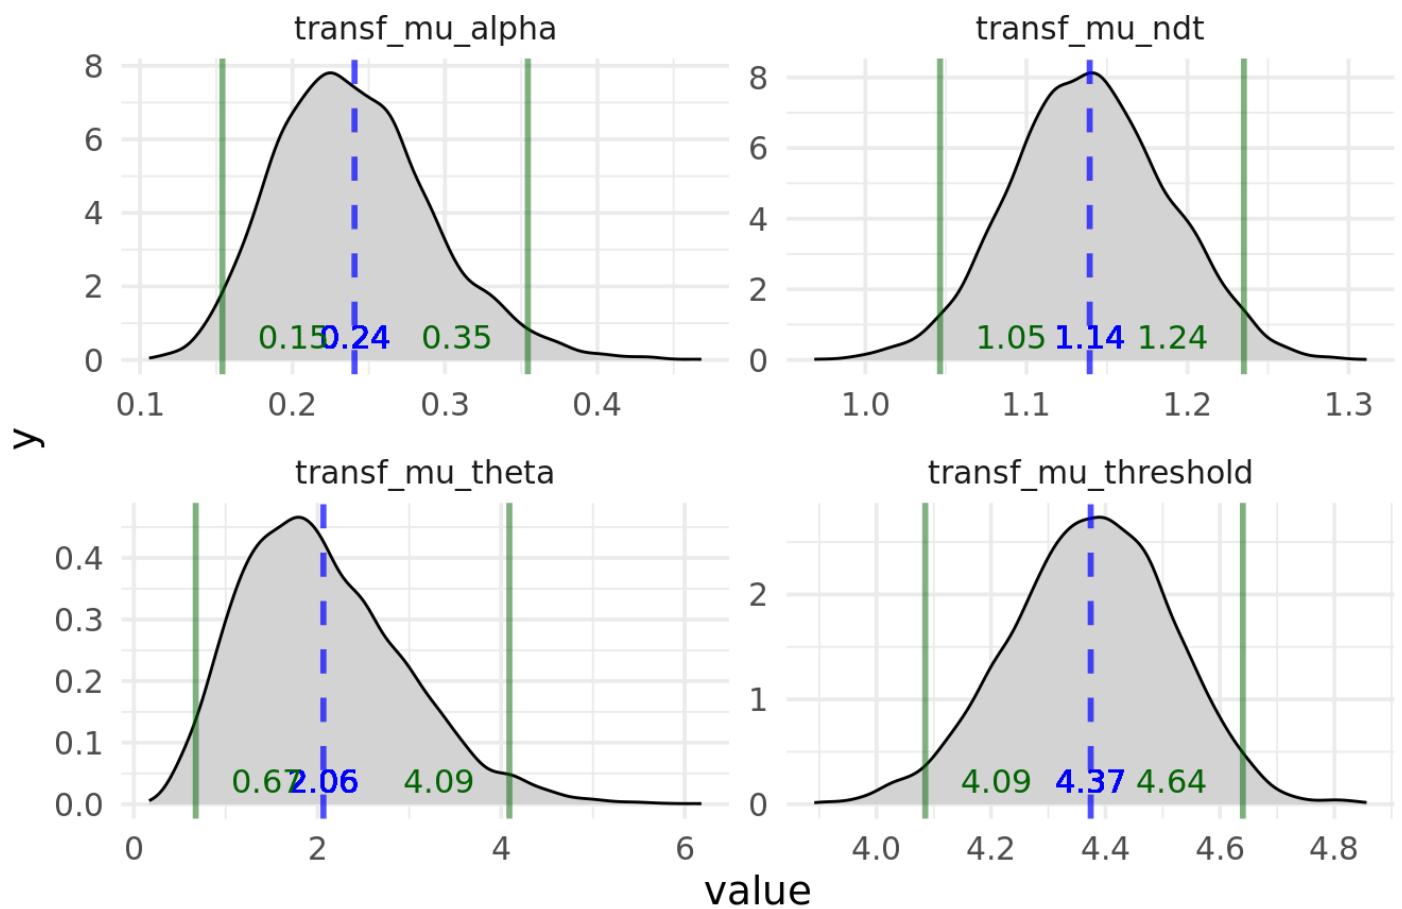 transf_mu_alpha
8
6
4
2
0
0.15 0.24 0.35
0.1 0.2 0.3 0.4
transf_mu_ndt
8
6
4
2
0
1.05 1.14 1.24
1.0 1.1 1.2 1.3
y
transf_mu_theta
0.4
0.3
0.2
0.1
0.0
0.67 2.06 4.09
0 2 4 6
transf_mu_threshold
2
1
0
4.09 4.37 4.64
4.0 4.2 4.4 4.6 4.8
value